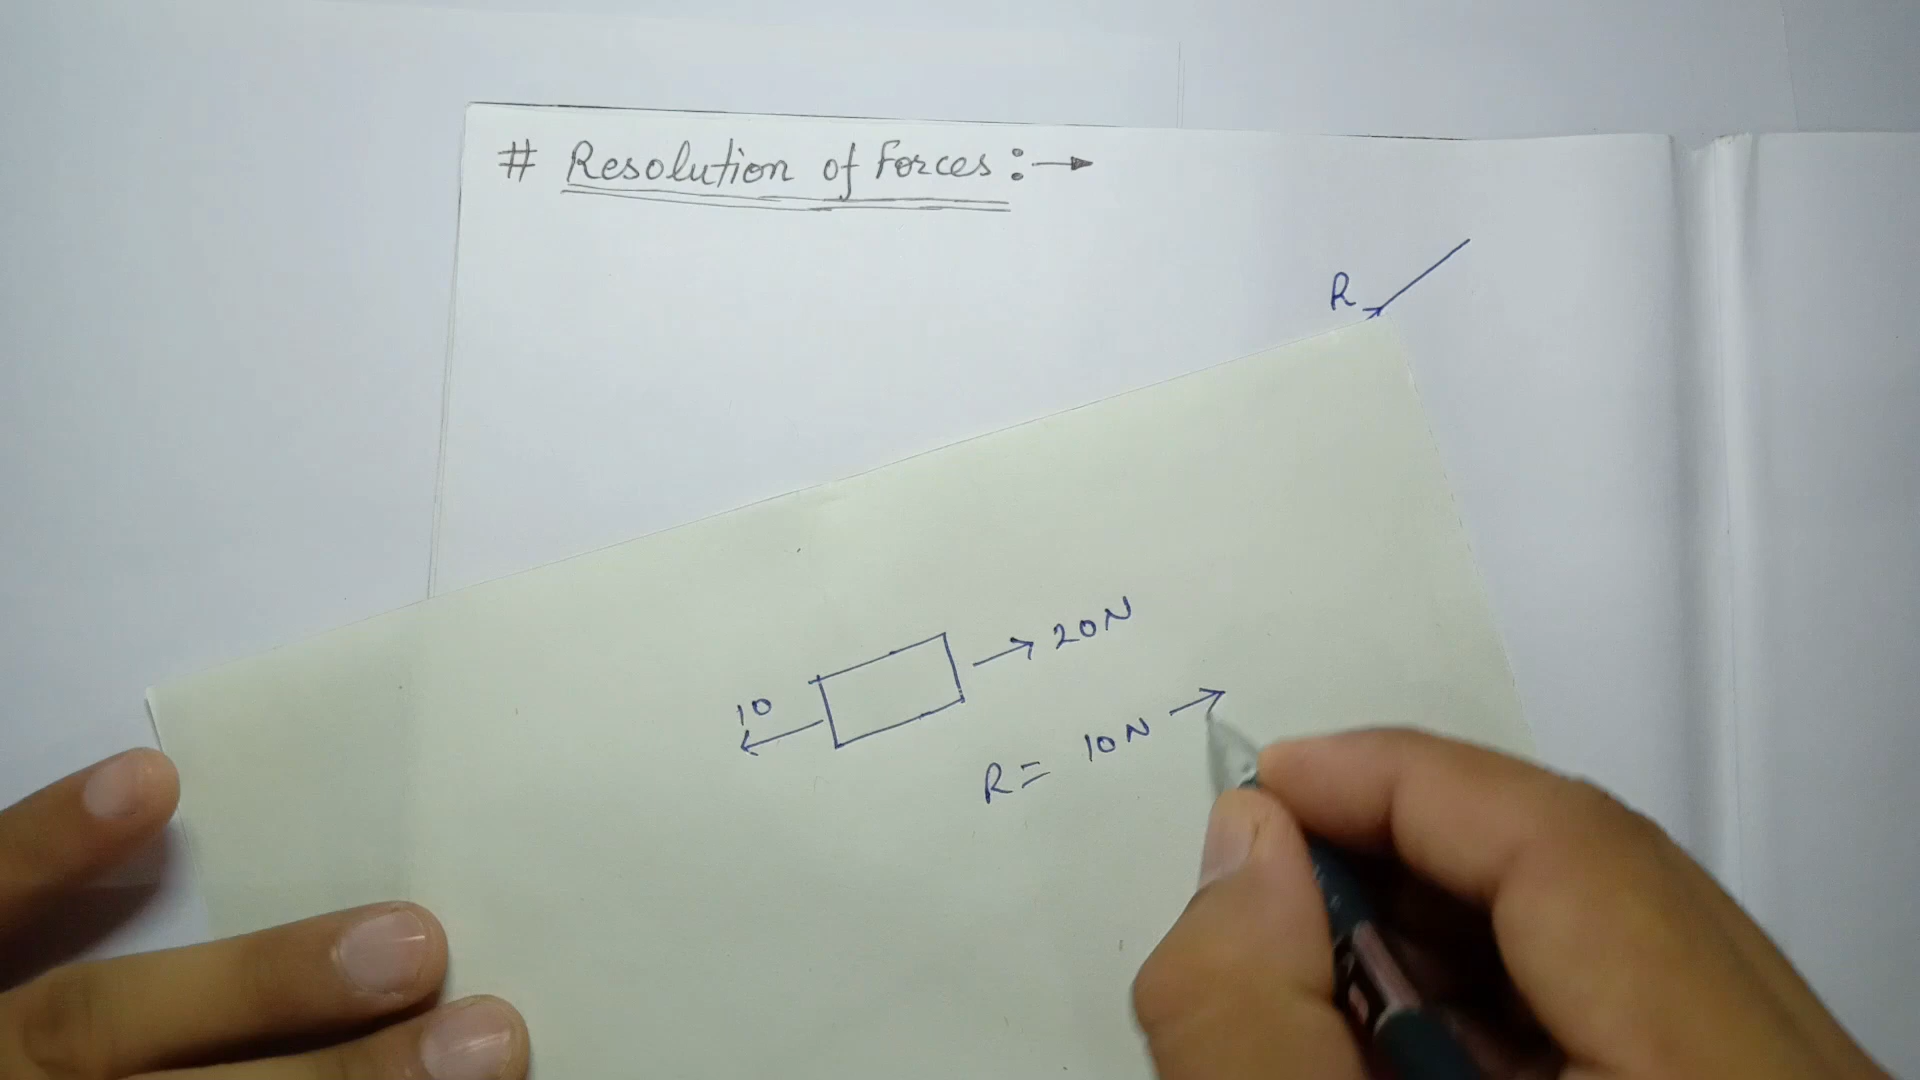 # Resolution of Forces :→
R
20N
10
R = 10N →